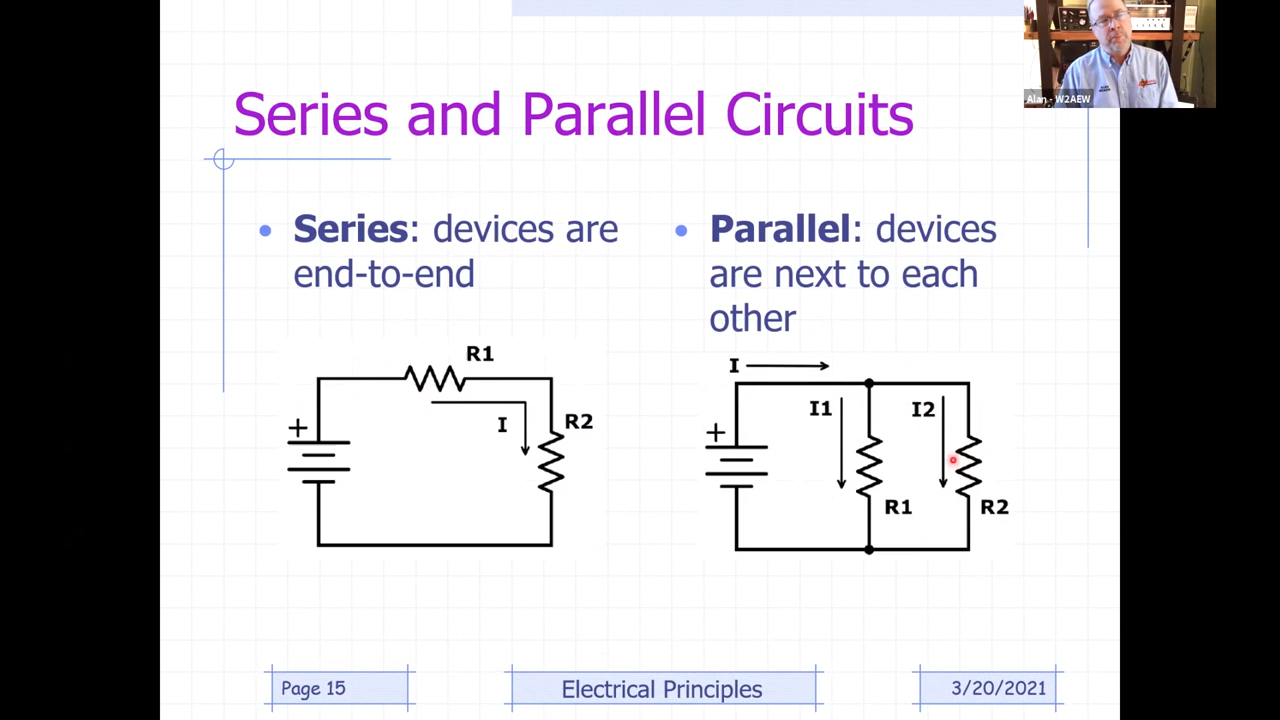 Alan - W2AEW
Series and Parallel Circuits
• Series: devices are
end-to-end
• Parallel: devices
are next to each
other
R1
I
R2
+
I
I1
I2
+
R1
R2
Page 15
Electrical Principles
3/20/2021